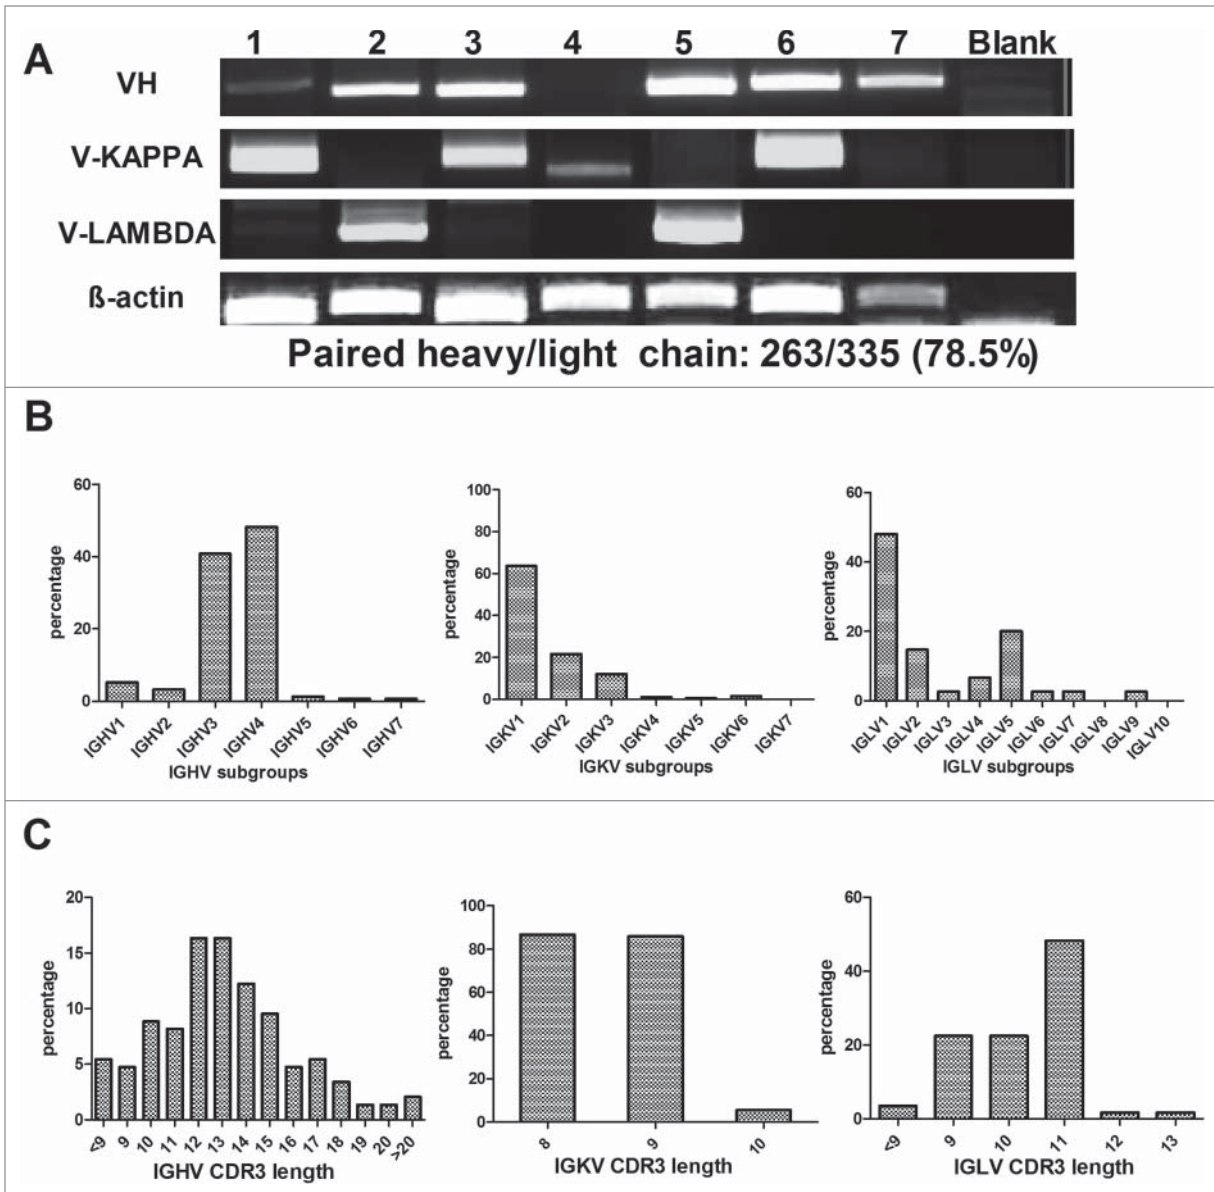 A
1 2 3 4 5 6 7 Blank
VH
V-KAPPA
V-LAMBDA
ß-actin
Paired heavy/light chain: 263/335 (78.5%)
B
percentage
60
40
20
0
IGHV1 IGHV2 IGHV3 IGHV4 IGHV5 IGHV6 IGHV7
IGHV subgroups
percentage
100
80
60
40
20
0
IGKV1 IGKV2 IGKV3 IGKV4 IGKV5 IGKV6 IGKV7
IGKV subgroups
percentage
60
40
20
0
IGLV1 IGLV2 IGLV3 IGLV4 IGLV5 IGLV6 IGLV7 IGLV8 IGLV9 IGLV10
IGLV subgroups
C
percentage
20
15
10
5
0
<9 9 10 11 12 13 14 15 16 17 18 19 20 >20
IGHV CDR3 length
percentage
100
80
60
40
20
0
8 9 10
IGKV CDR3 length
percentage
60
40
20
0
<9 9 10 11 12 13
IGLV CDR3 length